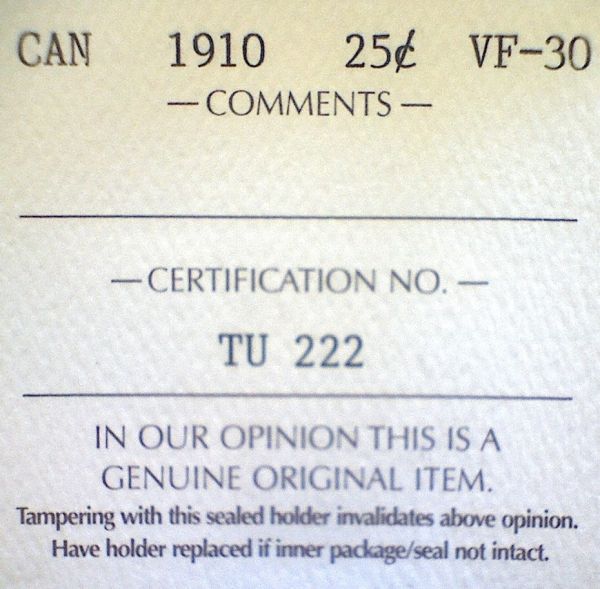 CAN 1910 25¢ VF-30
— COMMENTS —
— CERTIFICATION NO. —
TU 222
IN OUR OPINION THIS IS A
GENUINE ORIGINAL ITEM.
Tampering with this sealed holder invalidates above opinion.
Have holder replaced if inner package/seal not intact.